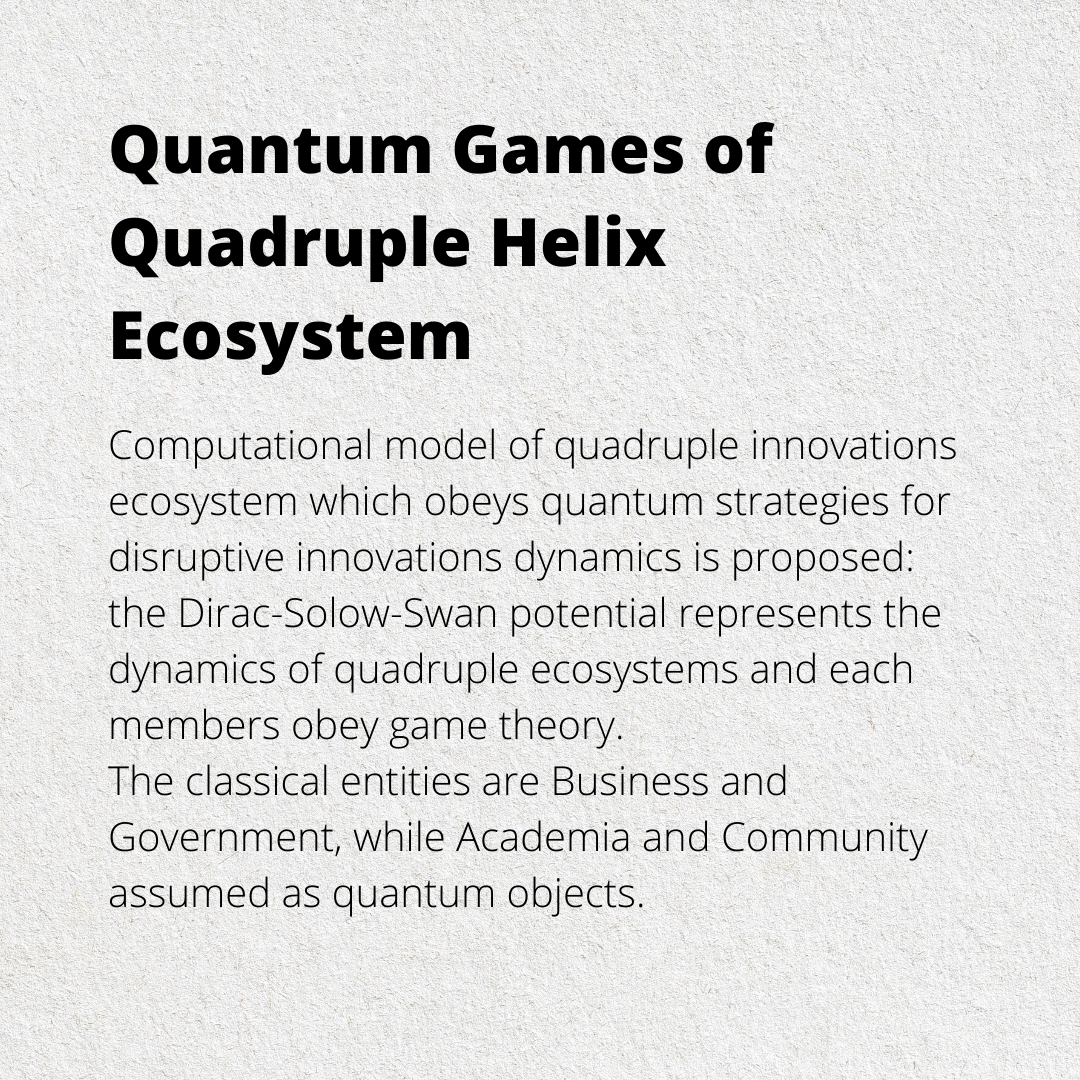 Quantum Games of
Quadruple Helix
Ecosystem
Computational model of quadruple innovations
ecosystem which obeys quantum strategies for
disruptive innovations dynamics is proposed:
the Dirac-Solow-Swan potential represents the
dynamics of quadruple ecosystems and each
members obey game theory.
The classical entities are Business and
Government, while Academia and Community
assumed as quantum objects.